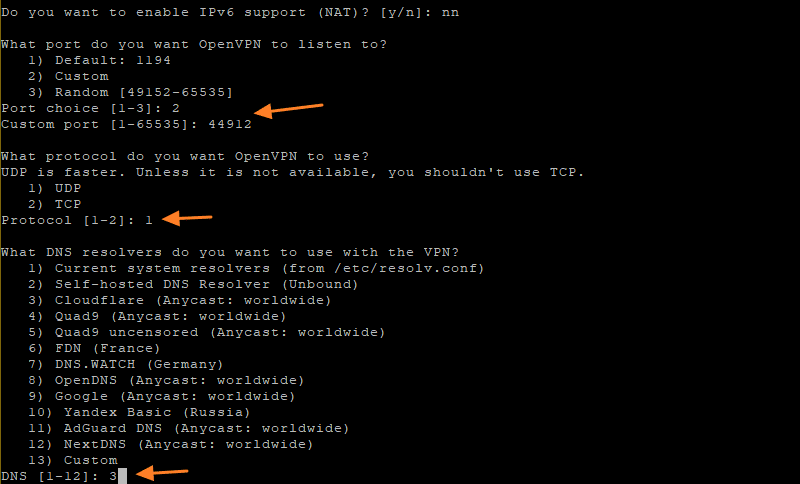 Do you want to enable IPv6 support (NAT)? [y/n]: nn
What port do you want OpenVPN to listen to?
1) Default: 1194
2) Custom
3) Random [49152-65535]
Port choice [1-3]: 2
Custom port [1-65535]: 44912
What protocol do you want OpenVPN to use?
UDP is faster. Unless it is not available, you shouldn't use TCP.
1) UDP
2) TCP
Protocol [1-2]: 1
What DNS resolvers do you want to use with the VPN?
1) Current system resolvers (from /etc/resolv.conf)
2) Self-hosted DNS Resolver (Unbound)
3) Cloudflare (Anycast: worldwide)
4) Quad9 (Anycast: worldwide)
5) Quad9 uncensored (Anycast: worldwide)
6) FDN (France)
7) DNS.WATCH (Germany)
8) OpenDNS (Anycast: worldwide)
9) Google (Anycast: worldwide)
10) Yandex Basic (Russia)
11) AdGuard DNS (Anycast: worldwide)
12) NextDNS (Anycast: worldwide)
13) Custom
DNS [1-12]: 3